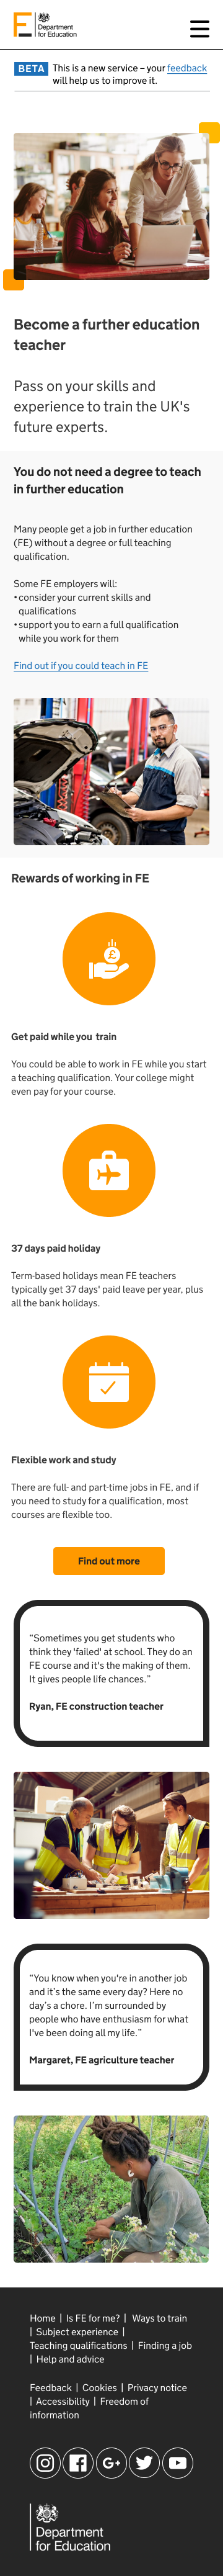 Department
for Education
BETA This is a new service – your feedback
will help us to improve it.
Become a further education
teacher
Pass on your skills and
experience to train the UK's
future experts.
You do not need a degree to teach
in further education
Many people get a job in further education
(FE) without a degree or full teaching
qualification.
Some FE employers will:
• consider your current skills and
qualifications
• support you to earn a full qualification
while you work for them
Find out if you could teach in FE
Rewards of working in FE
£
Get paid while you train
You could be able to work in FE while you start
a teaching qualification. Your college might
even pay for your course.
37 days paid holiday
Term-based holidays mean FE teachers
typically get 37 days' paid leave per year, plus
all the bank holidays.
Flexible work and study
There are full- and part-time jobs in FE, and if
you need to study for a qualification, most
courses are flexible too.
Find out more
“Sometimes you get students who
think they 'failed' at school. They do an
FE course and it's the making of them.
It gives people life chances.”
Ryan, FE construction teacher
“You know when you're in another job
and it’s the same every day? Here no
day’s a chore. I’m surrounded by
people who have enthusiasm for what
I've been doing all my life.”
Margaret, FE agriculture teacher
Home | Is FE for me? | Ways to train
| Subject experience |
Teaching qualifications | Finding a job
| Help and advice
Feedback | Cookies | Privacy notice
| Accessibility | Freedom of
information
G+
Department
for Education